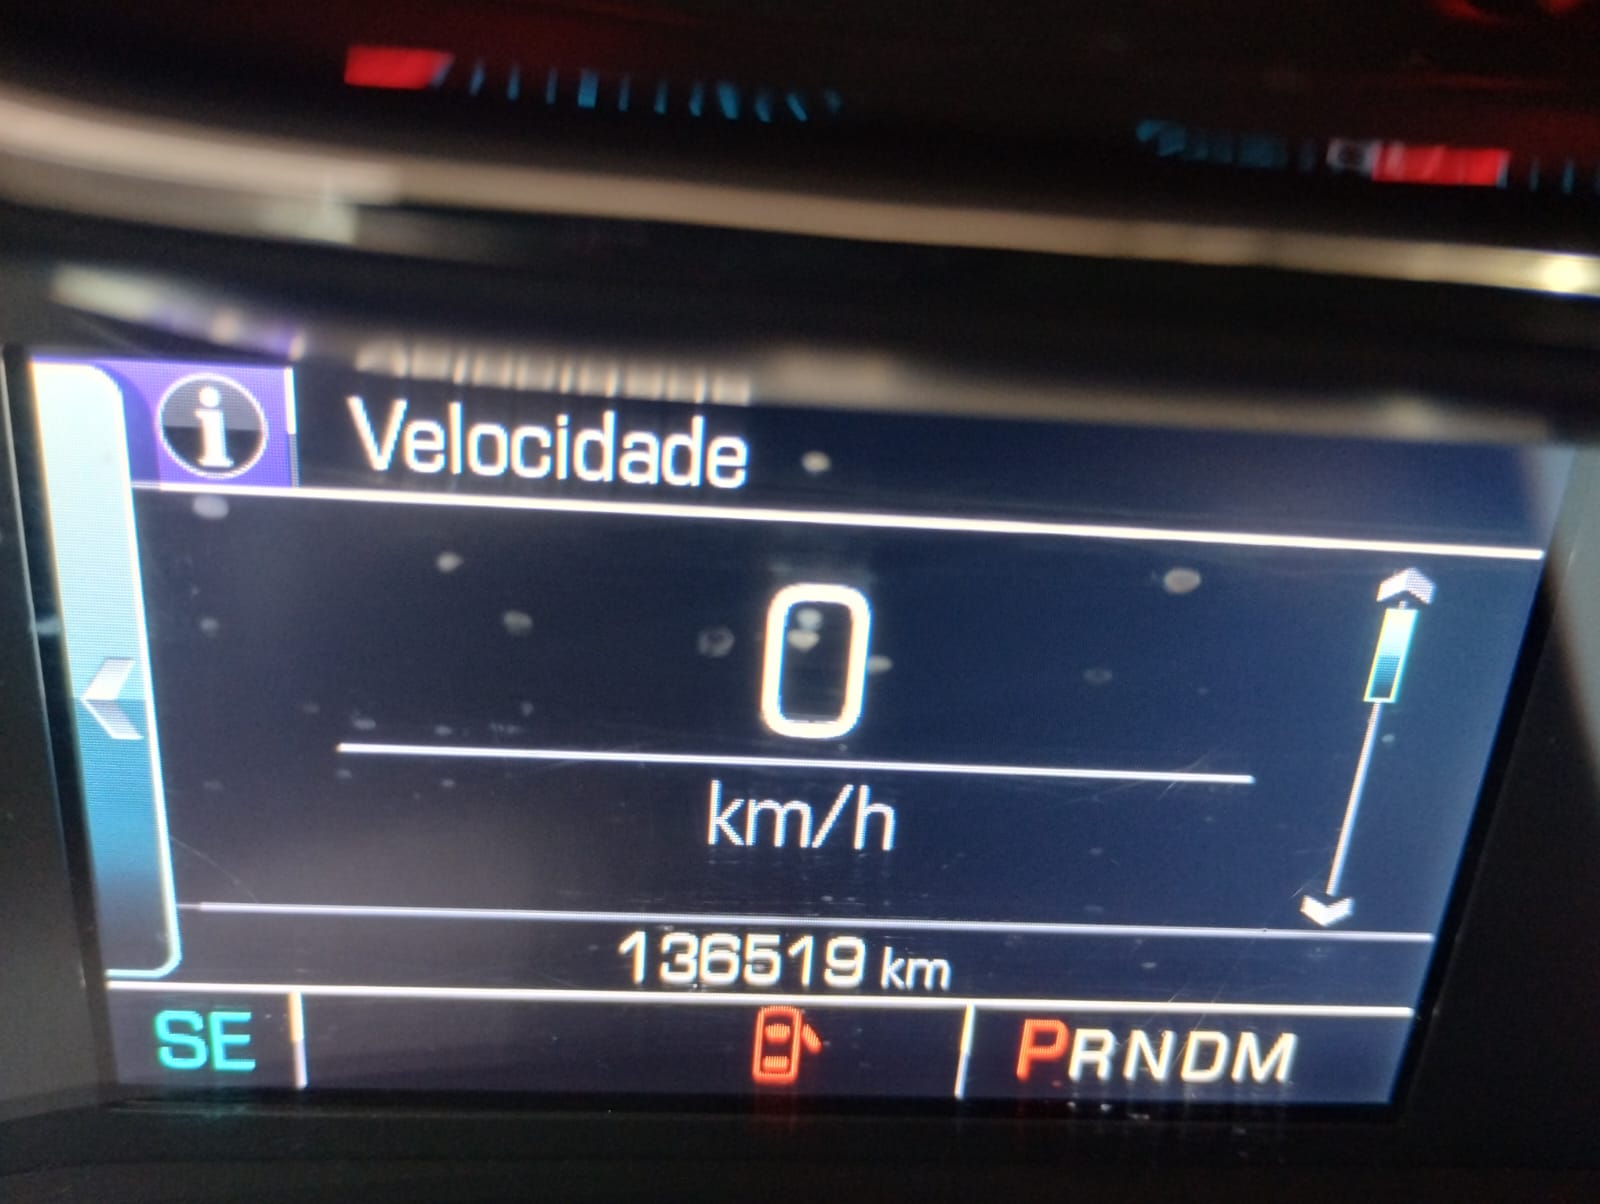 Velocidade
0
km/h
136519 km
SE
PRNDM